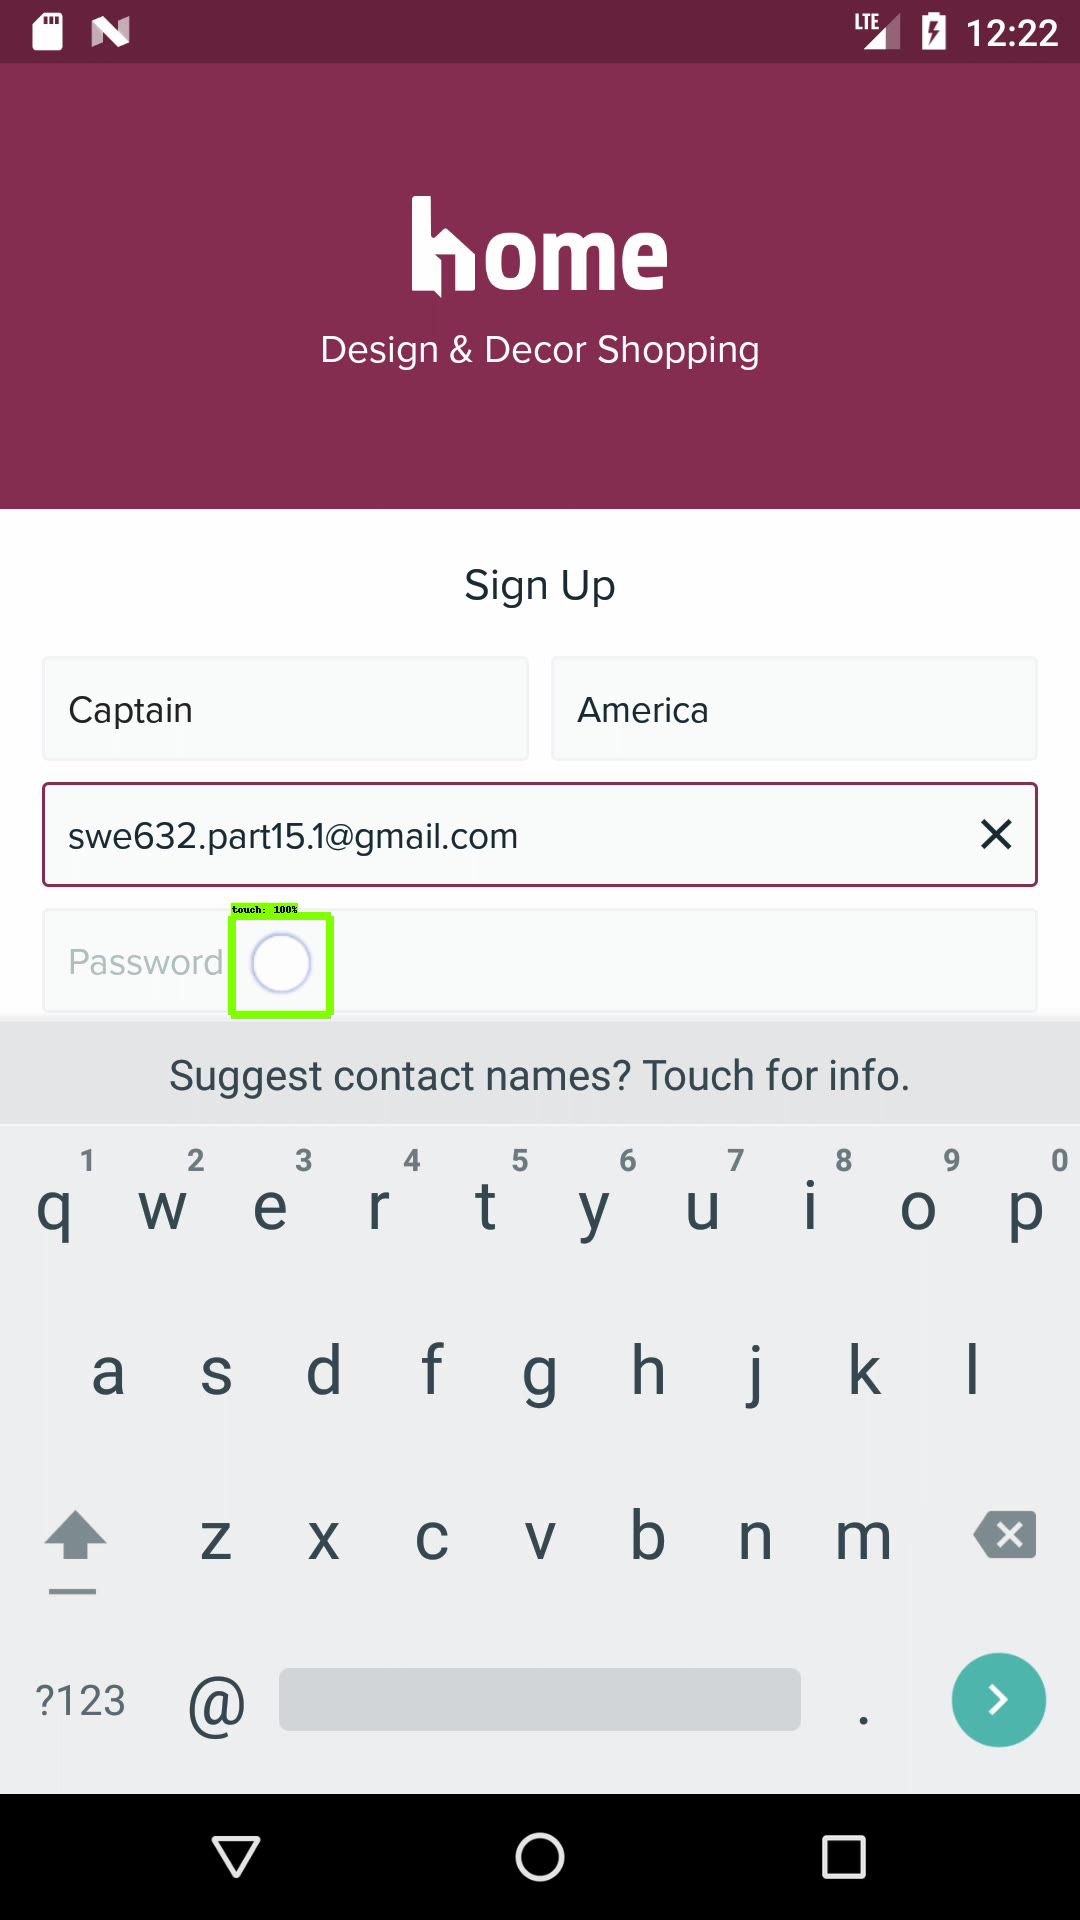 LTE 12:22
home
Design & Decor Shopping
Sign Up
Captain America
swe632.part15.1@gmail.com
touch: 100%
Password
Suggest contact names? Touch for info.
1 2 3 4 5 6 7 8 9 0
q w e r t y u i o p
a s d f g h j k l
z x c v b n m
?123 @ .